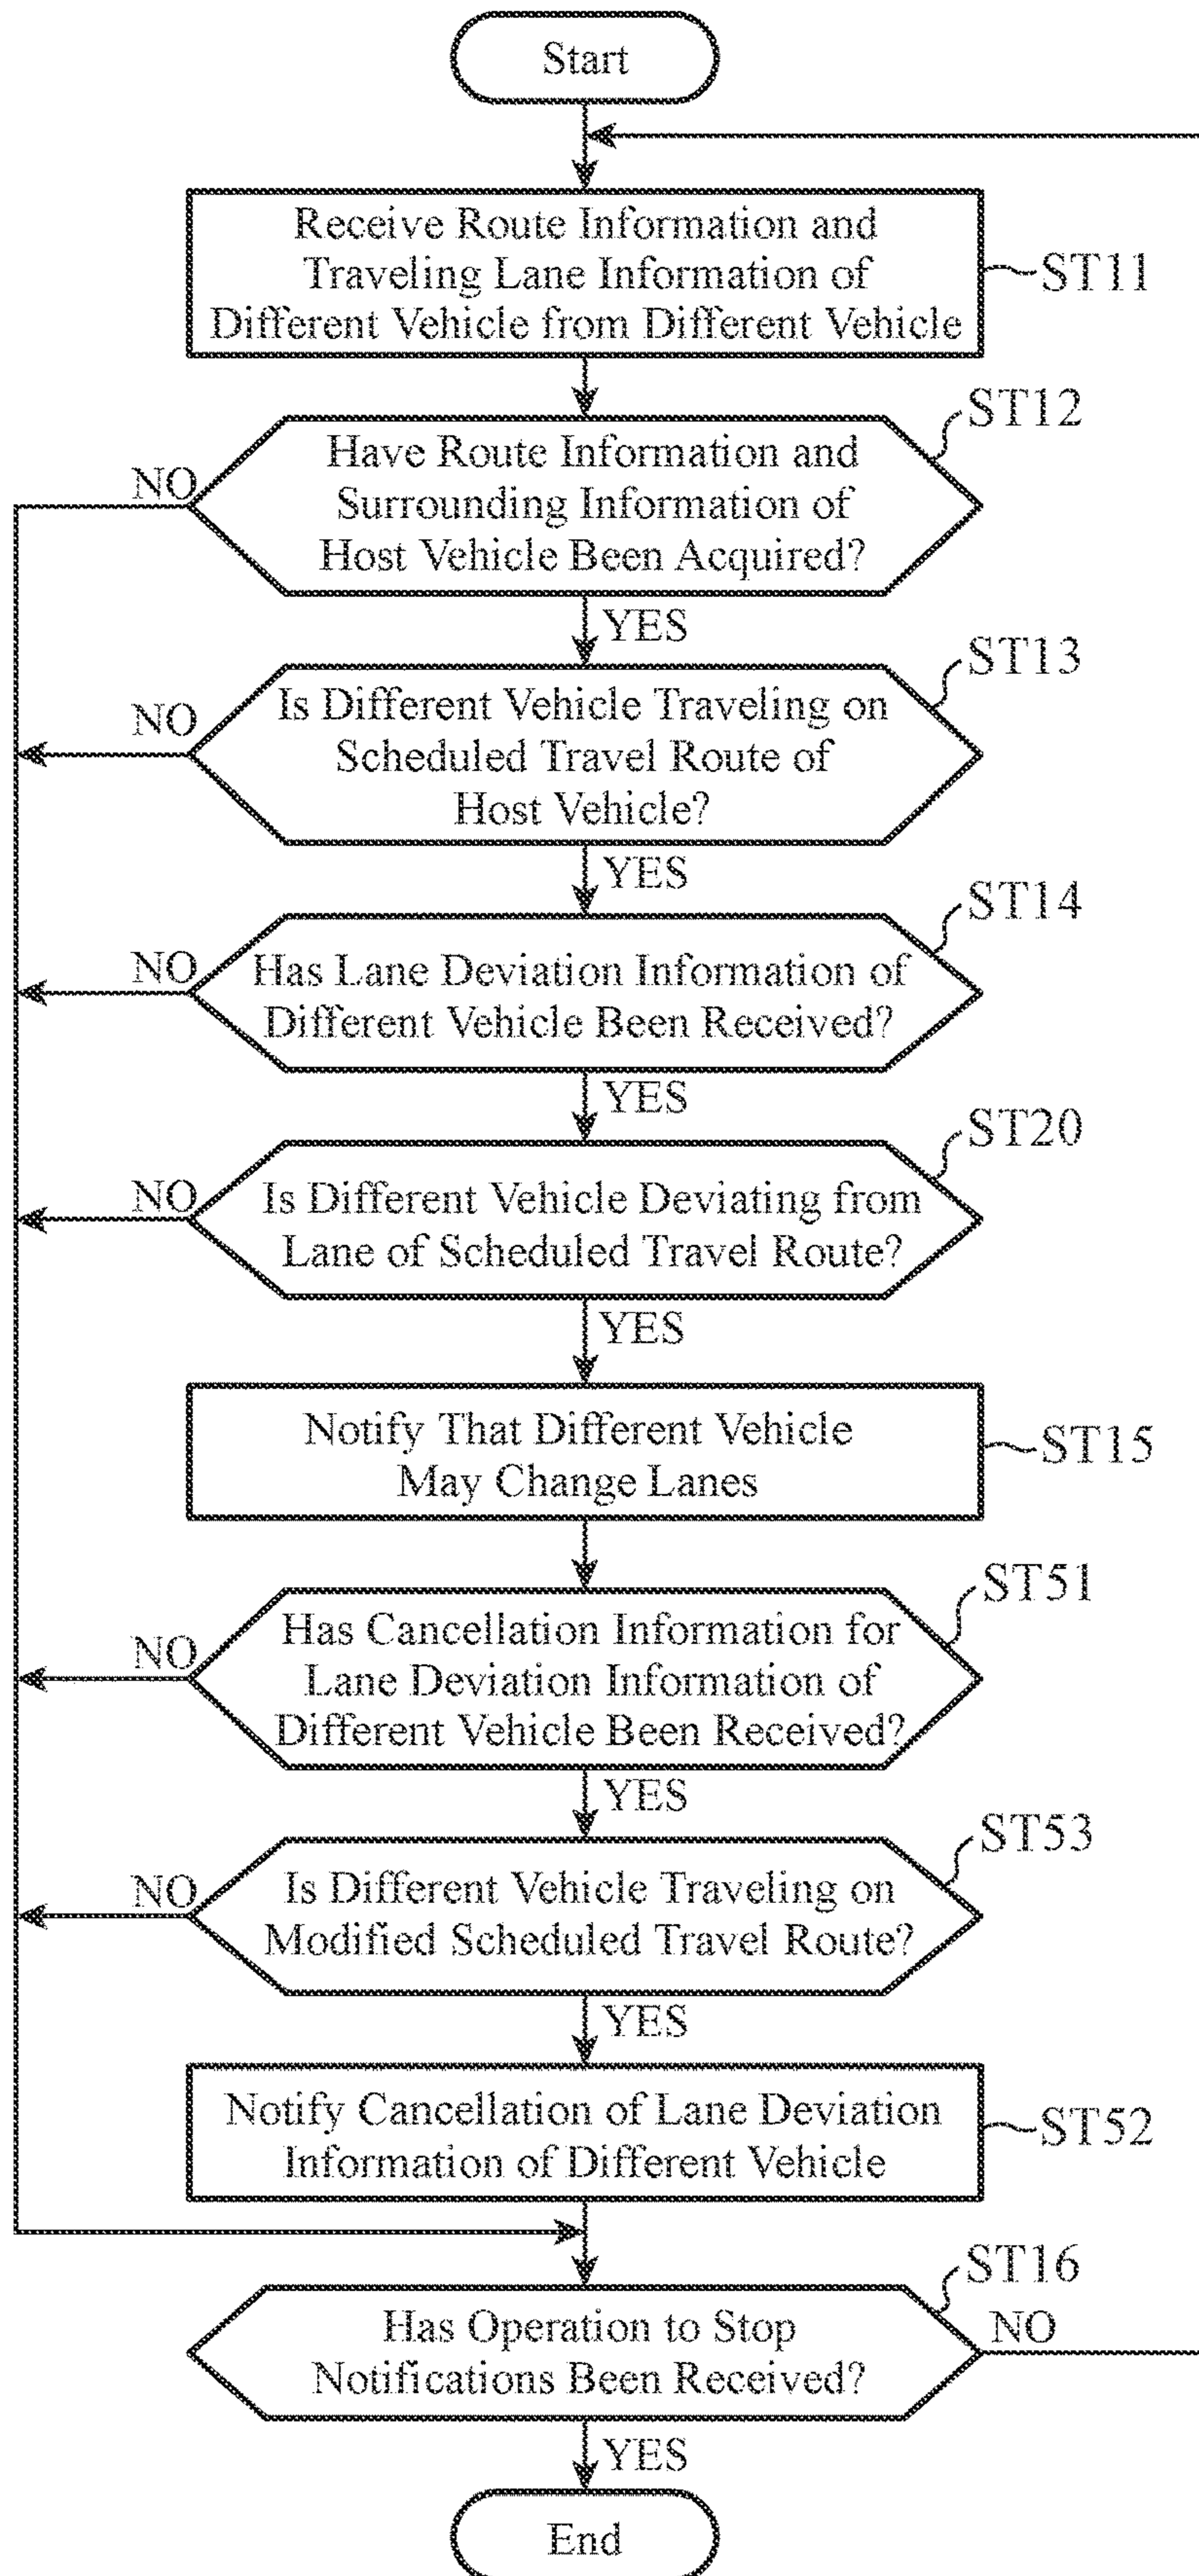 Start
Receive Route Information and
Traveling Lane Information of
Different Vehicle from Different Vehicle
ST11
ST12
Have Route Information and
Surrounding Information of
Host Vehicle Been Acquired?
NO
YES
ST13
Is Different Vehicle Traveling on
Scheduled Travel Route of
Host Vehicle?
NO
YES
ST14
Has Lane Deviation Information of
Different Vehicle Been Received?
NO
YES
ST20
Is Different Vehicle Deviating from
Lane of Scheduled Travel Route?
NO
YES
Notify That Different Vehicle
May Change Lanes
ST15
ST51
Has Cancellation Information for
Lane Deviation Information of
Different Vehicle Been Received?
NO
YES
ST53
Is Different Vehicle Traveling on
Modified Scheduled Travel Route?
NO
YES
Notify Cancellation of Lane Deviation
Information of Different Vehicle
ST52
ST16
Has Operation to Stop
Notifications Been Received?
NO
YES
End